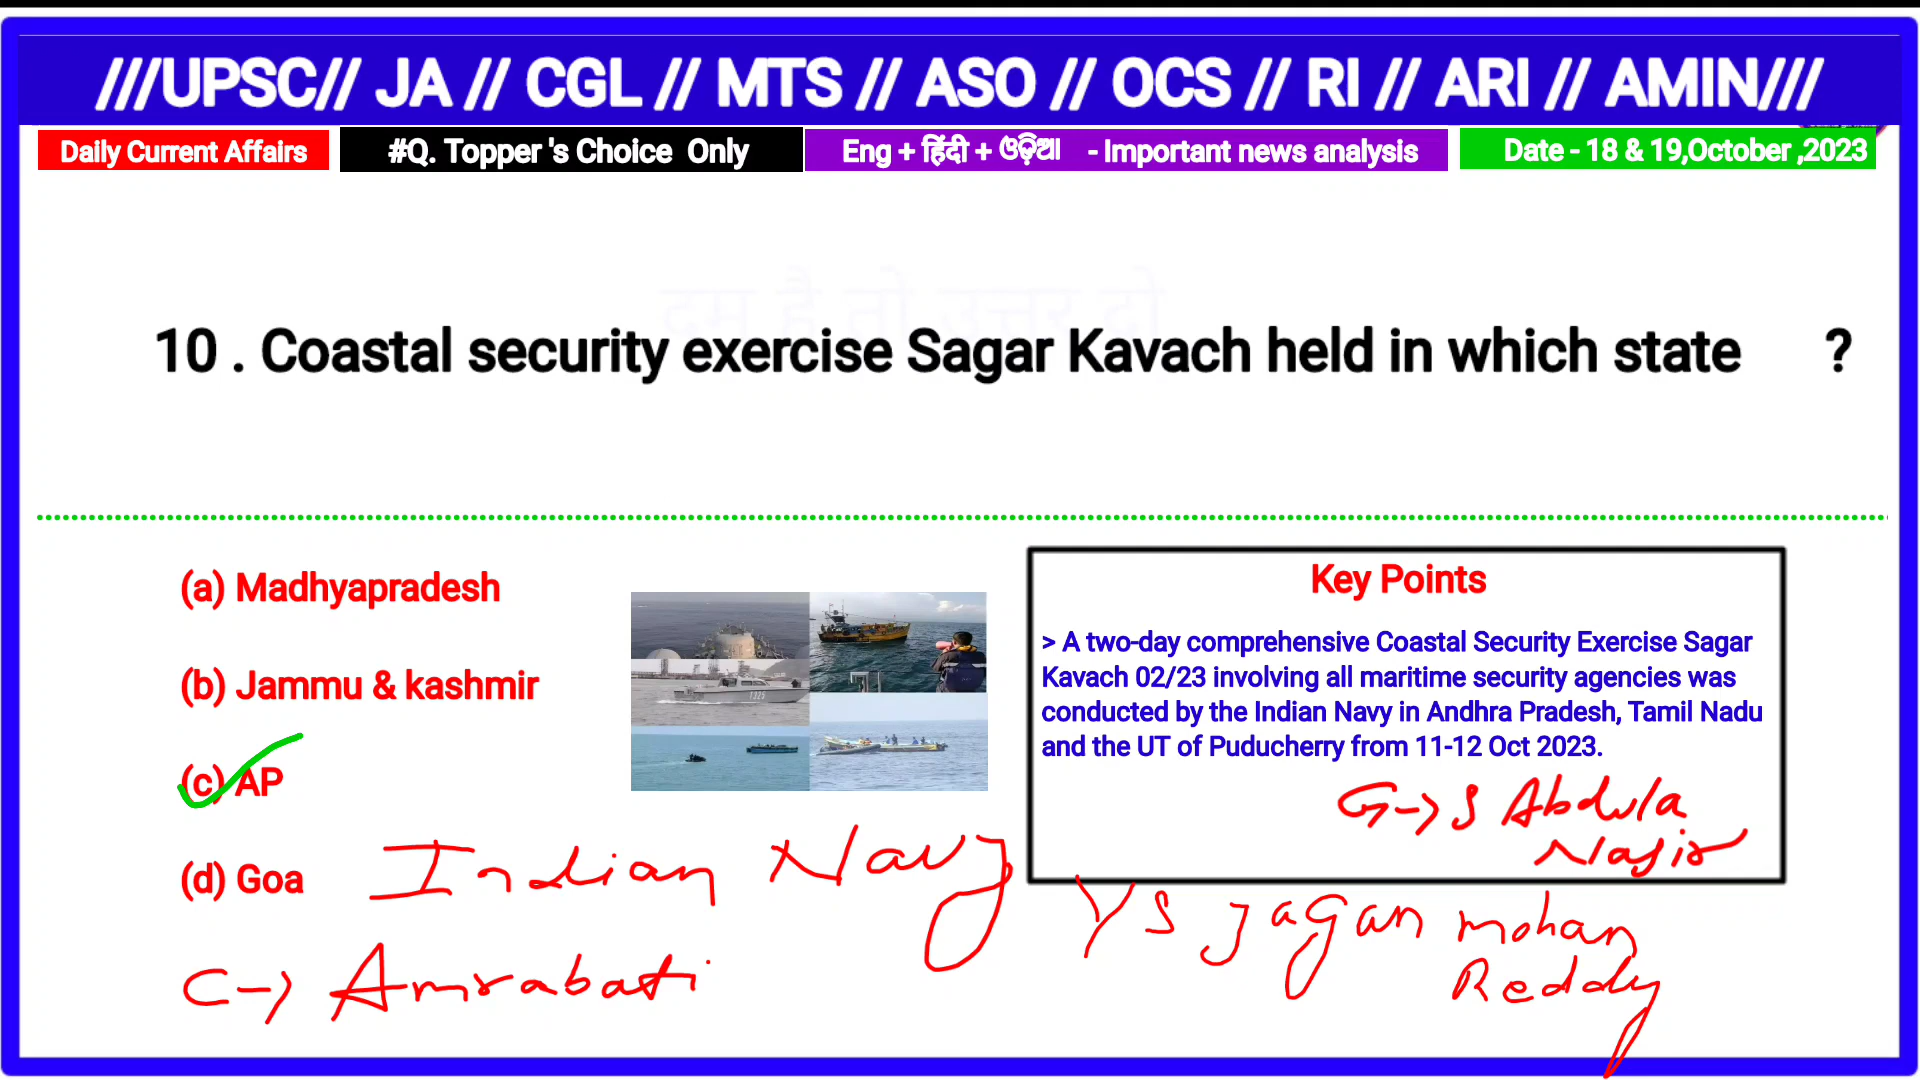 ///UPSC// JA // CGL // MTS // ASO // OCS // RI // ARI // AMIN///
Daily Current Affairs
#Q. Topper 's Choice Only
Eng + हिंदी + ଓଡ଼ିଆ - Important news analysis
Date - 18 & 19,October ,2023
दम है तो उत्तर दो
10 . Coastal security exercise Sagar Kavach held in which state ?
(a) Madhyapradesh
(b) Jammu & kashmir
(c) AP
(d) Goa
1325
Key Points
> A two-day comprehensive Coastal Security Exercise Sagar
Kavach 02/23 involving all maritime security agencies was
conducted by the Indian Navy in Andhra Pradesh, Tamil Nadu
and the UT of Puducherry from 11-12 Oct 2023.
G-> S Abdula
Najir
Indian Navy
YS Jagan mohan
Reddy
C-> Amrabati